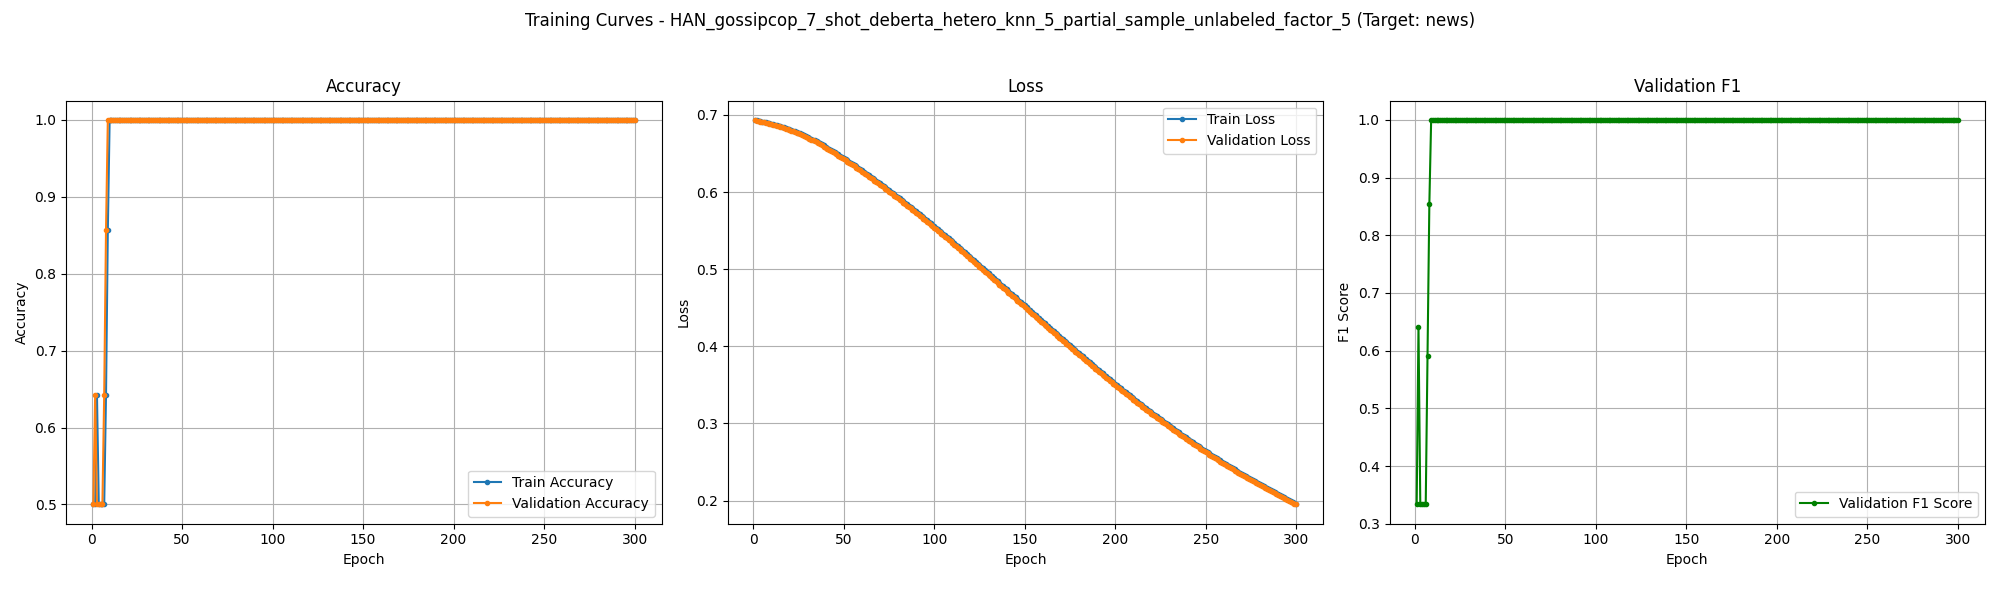 Training Curves - HAN_gossipcop_7_shot_deberta_hetero_knn_5_partial_sample_unlabeled_factor_5 (Target: news)
Accuracy
1.0
0.9
0.8
0.7
0.6
0.5
Accuracy
Train Accuracy
Validation Accuracy
0 50 100 150 200 250 300
Epoch
Loss
0.7
0.6
0.5
0.4
0.3
0.2
Loss
Train Loss
Validation Loss
0 50 100 150 200 250 300
Epoch
Validation F1
1.0
0.9
0.8
0.7
0.6
0.5
0.4
0.3
F1 Score
Validation F1 Score
0 50 100 150 200 250 300
Epoch